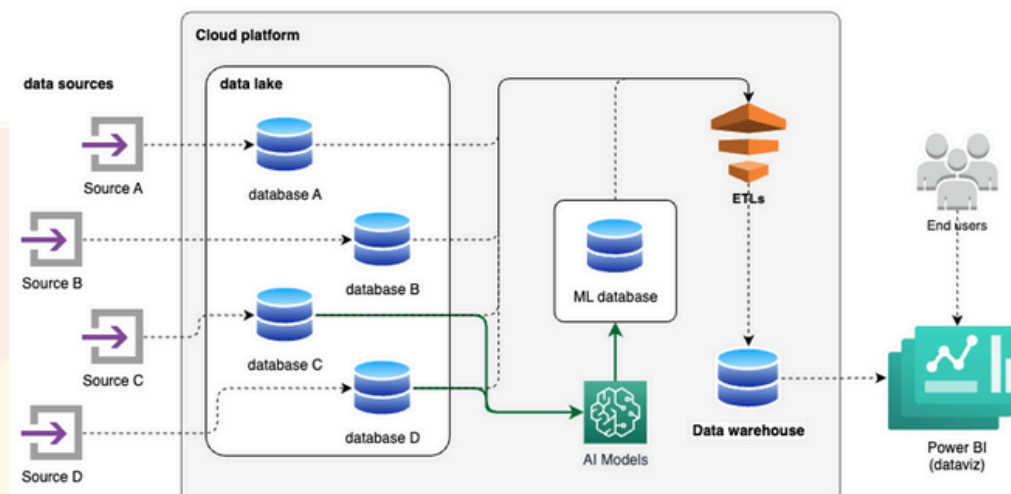 Cloud platform
data sources
data lake
Source A
database A
ETLs
End users
Source B
database B
ML database
Source C
database C
Source D
database D
AI Models
Data warehouse
Power BI
(dataviz)